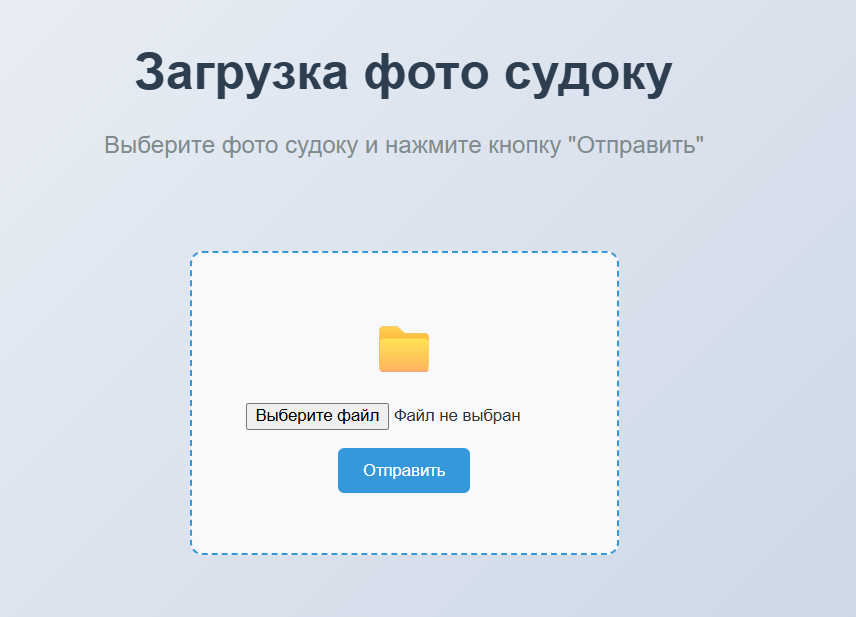 Загрузка фото судоку
Выберите фото судоку и нажмите кнопку "Отправить"
Выберите файл Файл не выбран
Отправить